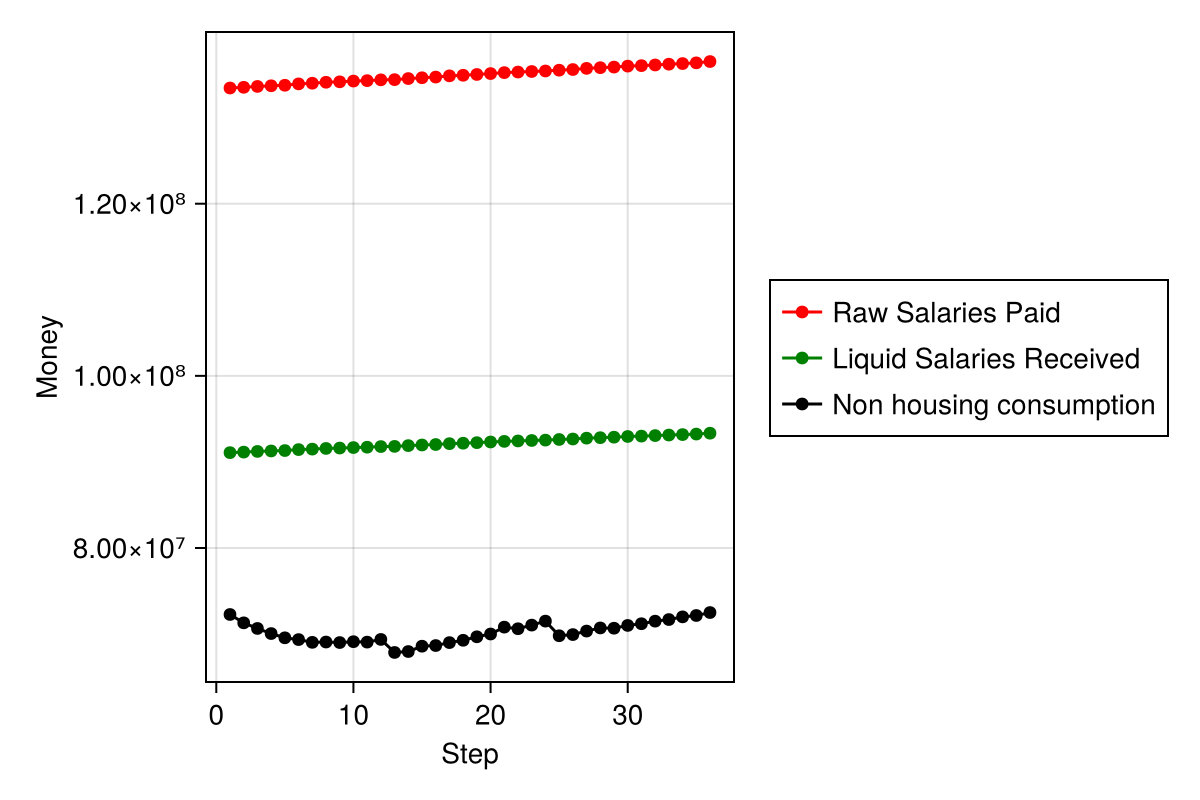 Money
1.20×10⁸
1.00×10⁸
8.00×10⁷
0 10 20 30
Step
Raw Salaries Paid
Liquid Salaries Received
Non housing consumption